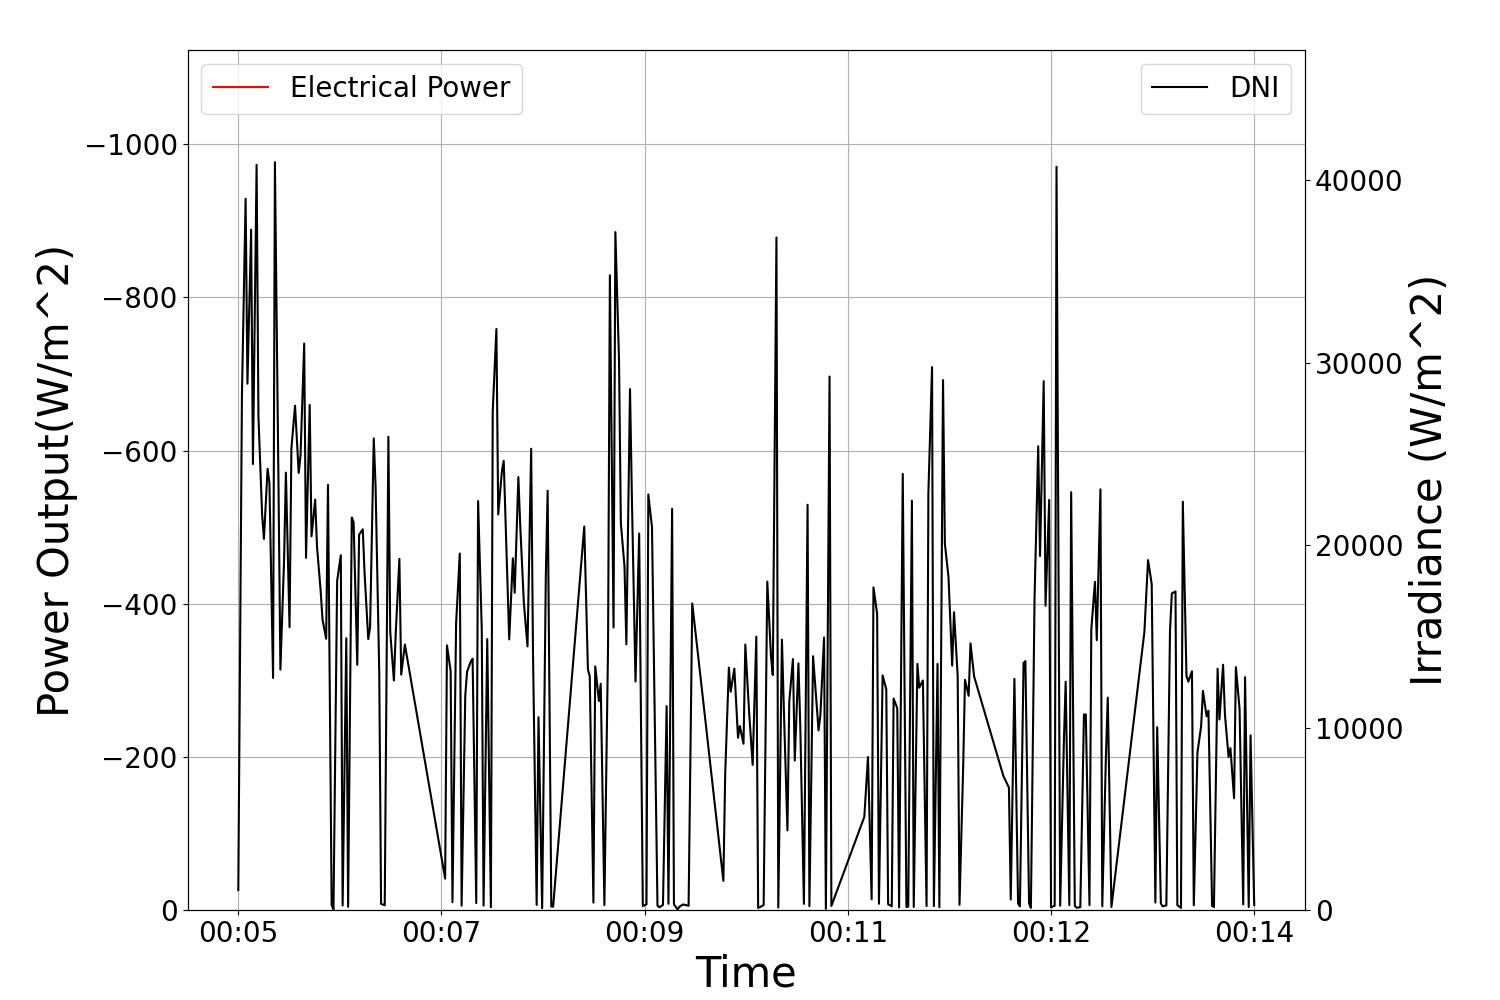 Electrical Power
DNI
Power Output(W/m^2)
−1000
−800
−600
−400
−200
0
40000
30000
20000
10000
0
Irradiance (W/m^2)
00:05 00:07 00:09 00:11 00:12 00:14
Time